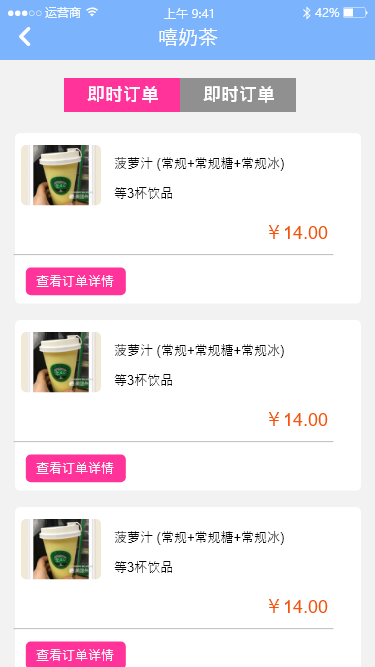 运营商 上午 9:41 42%
嘻奶茶
即时订单 即时订单
菠萝汁 (常规+常规糖+常规冰)
等3杯饮品
￥14.00
查看订单详情
菠萝汁 (常规+常规糖+常规冰)
等3杯饮品
￥14.00
查看订单详情
菠萝汁 (常规+常规糖+常规冰)
等3杯饮品
￥14.00
查看订单详情